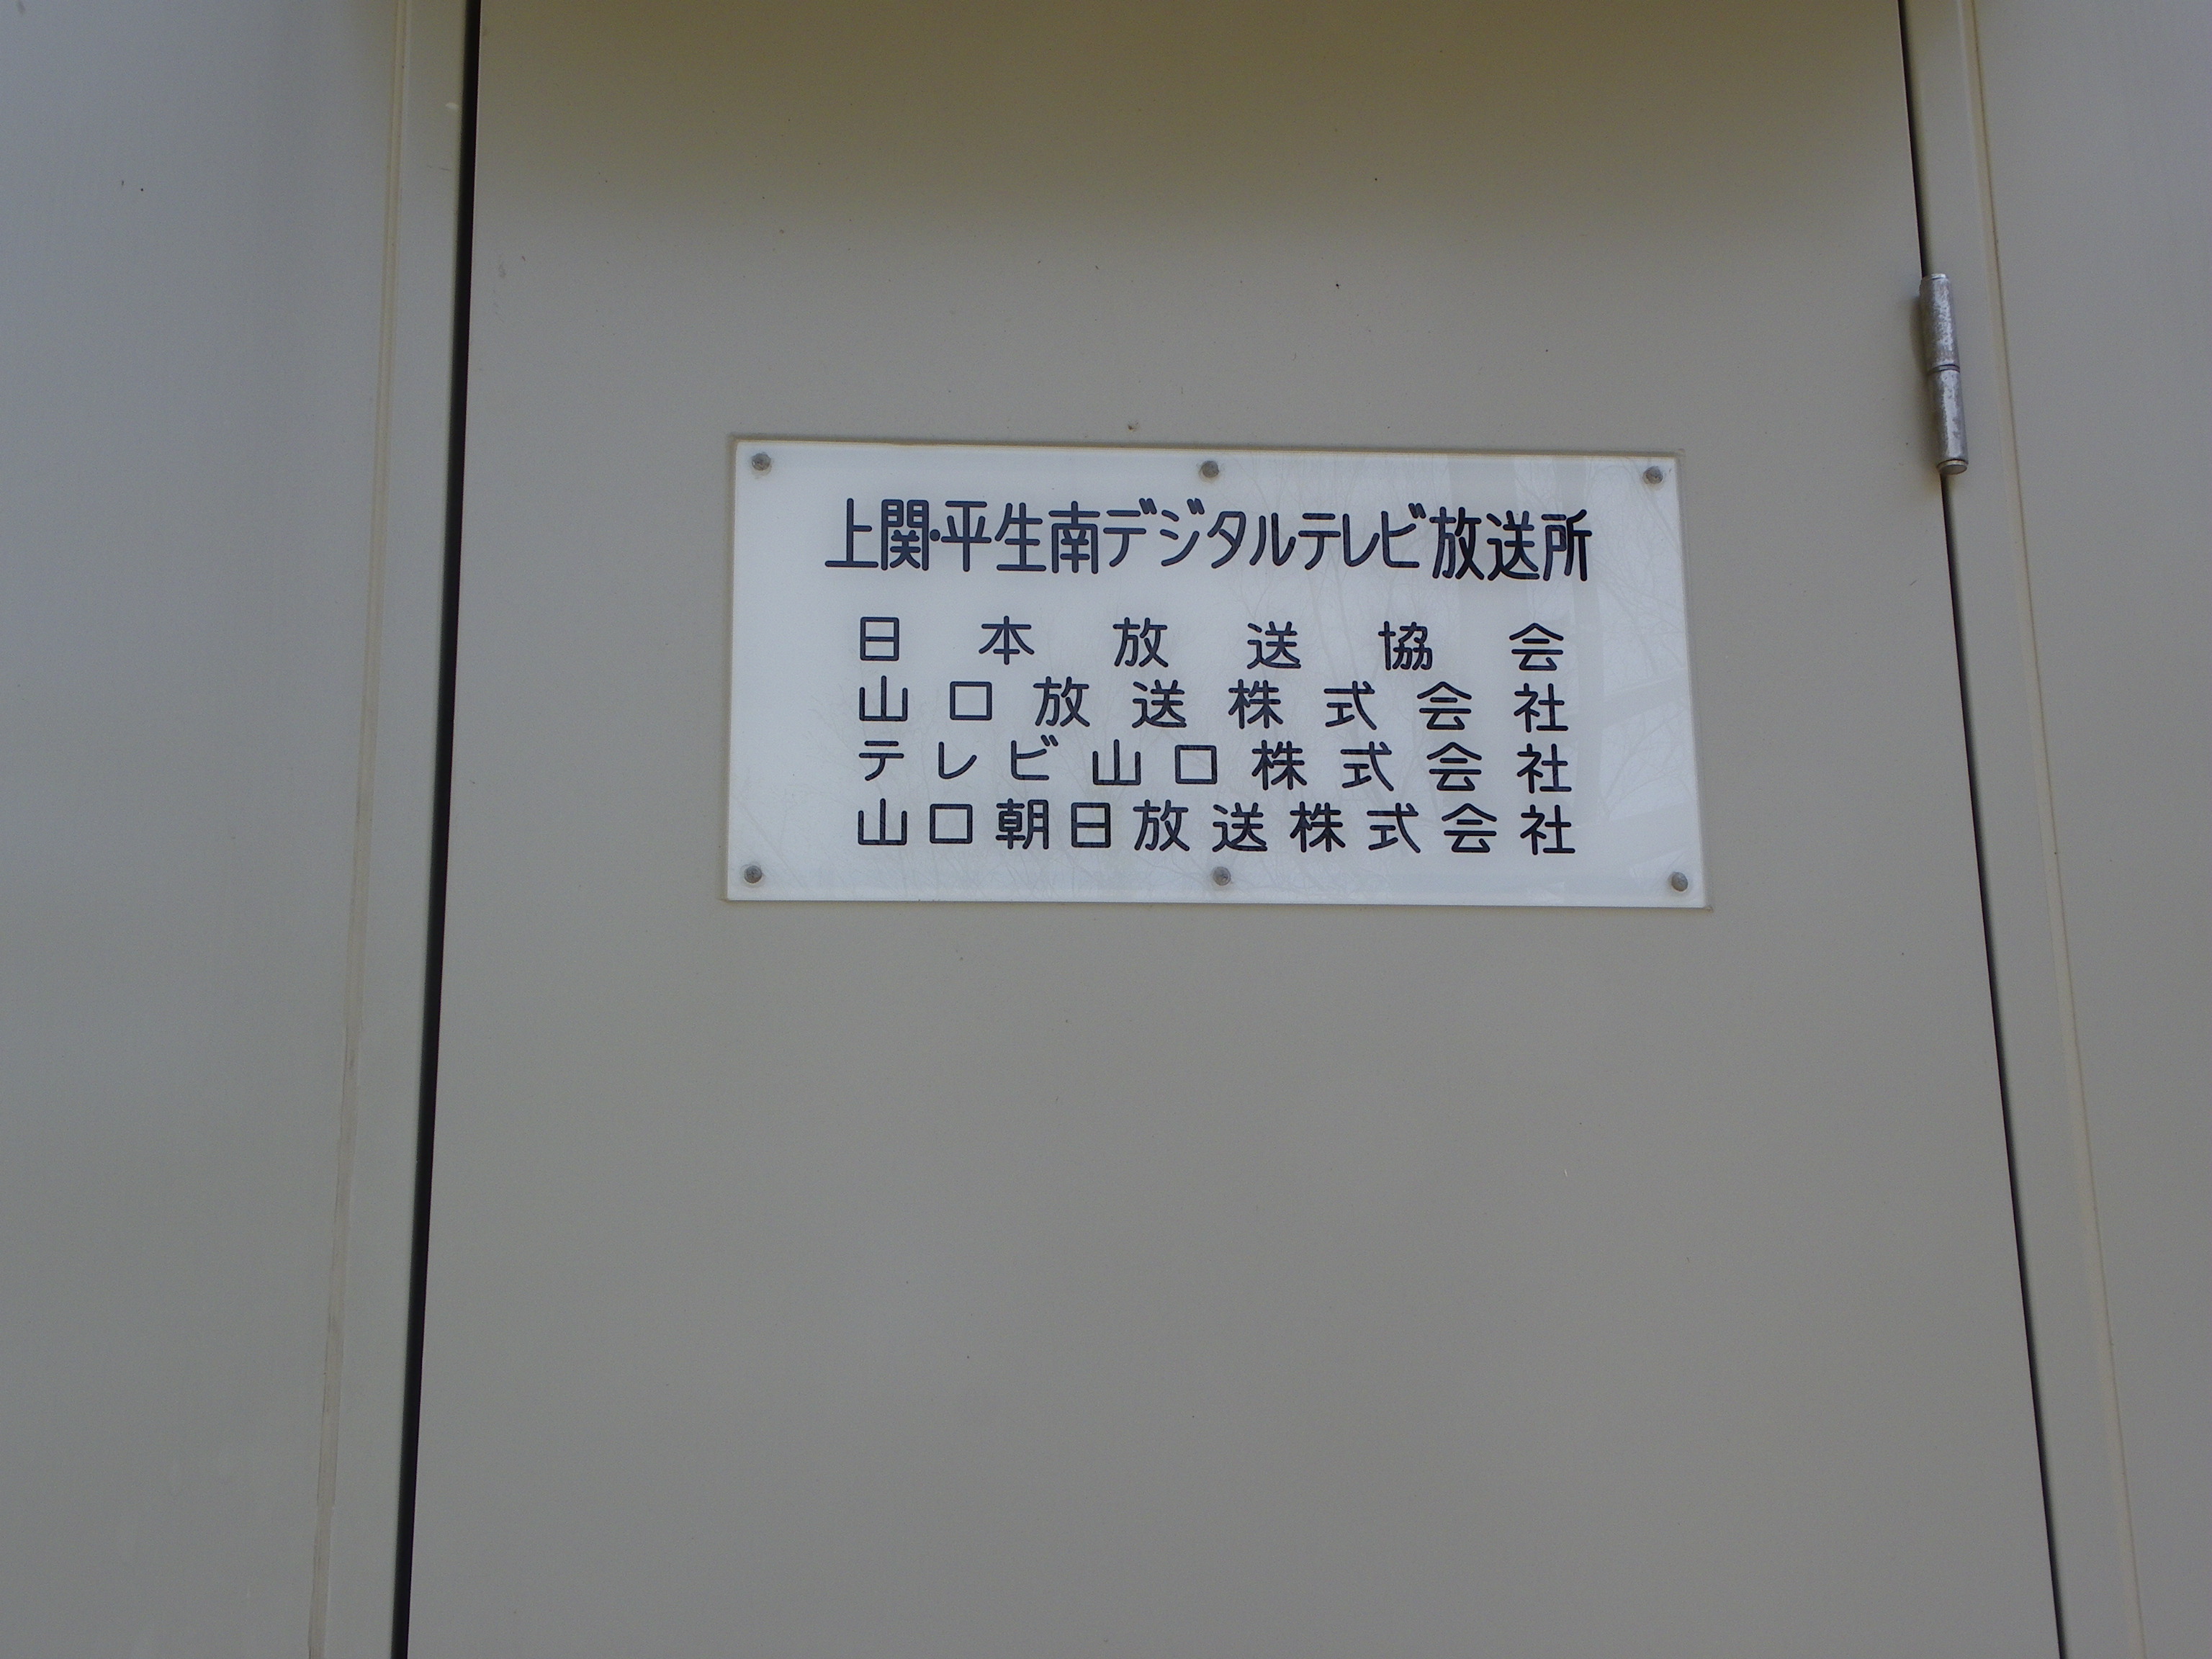 上関・平生南デジタルテレビ放送所
日本放送協会
山口放送株式会社
テレビ山口株式会社
山口朝日放送株式会社